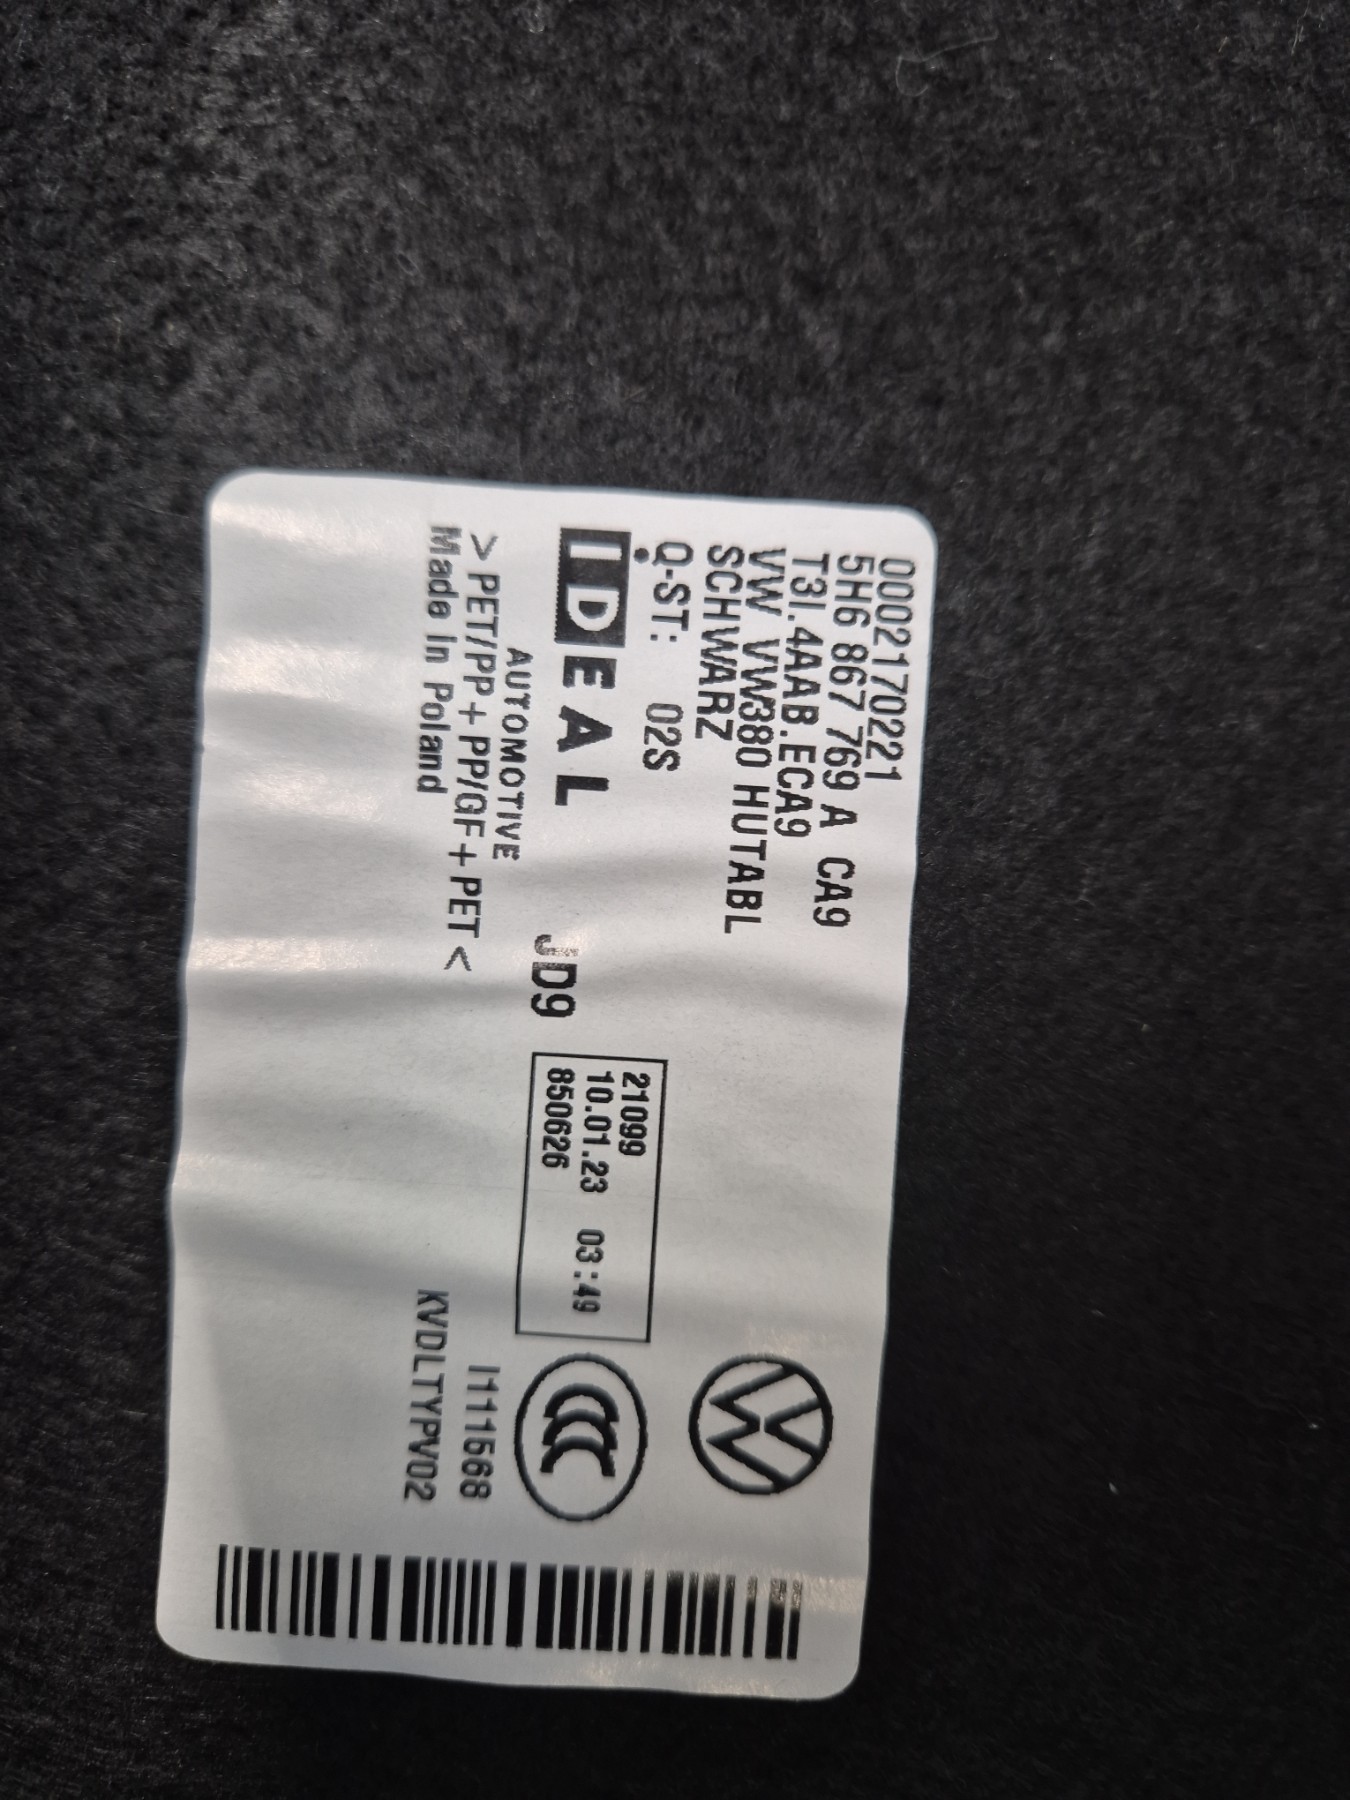 0002170221
5H6 867 769 A CA9
T3I.4AAB.ECA9
VW VW380 HUTABL
SCHWARZ
Q-ST: 02S
IDEAL
AUTOMOTIVE
JD9
21099
10.01.23 03:49
850626
>PET/PP+PP/GF+PET<
Made in Poland
I111568
KVDLTYPV02